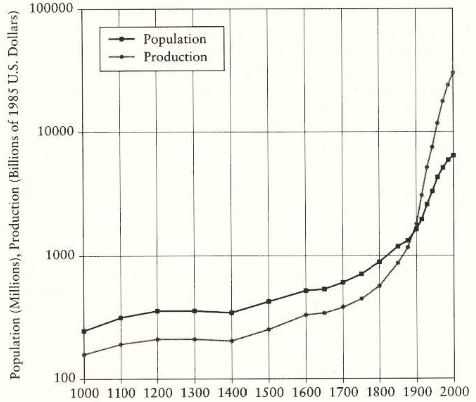 Population (Millions), Production (Billions of 1985 U.S. Dollars)
100000
10000
1000
100
Population
Production
1000 1100 1200 1300 1400 1500 1600 1700 1800 1900 2000